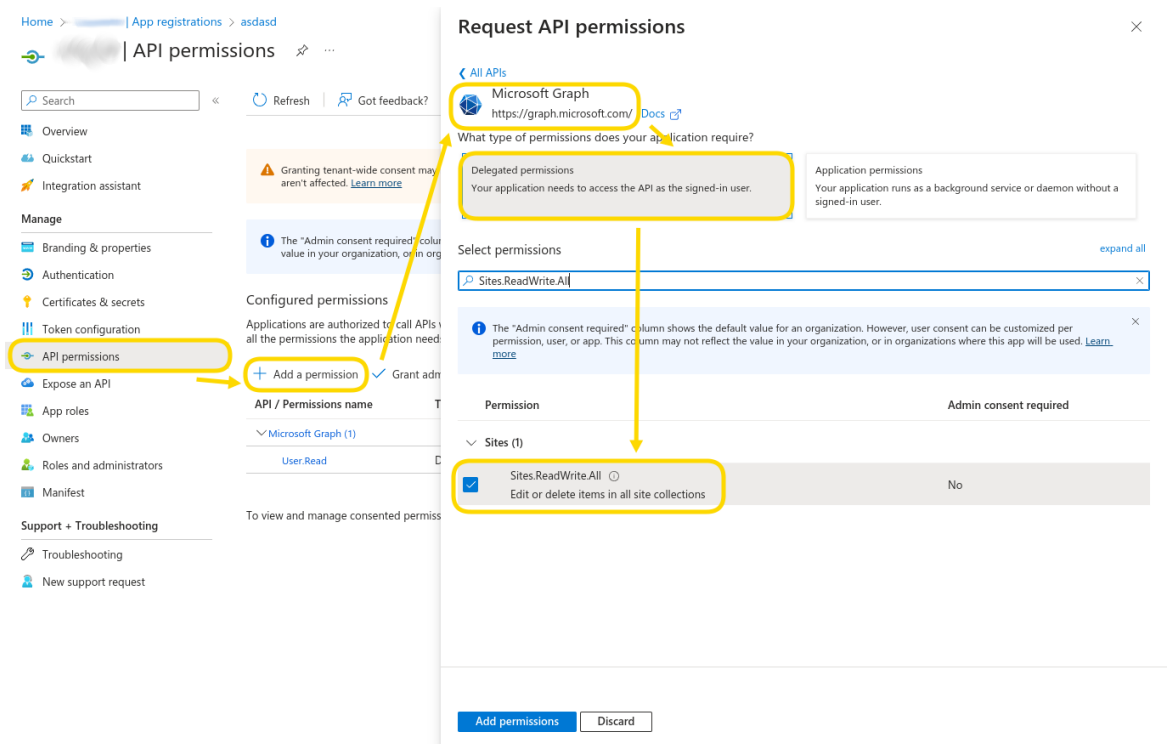 Home > | App registrations > asdasd
| API permissions
Search
Overview
Quickstart
Integration assistant
Manage
Branding & properties
Authentication
Certificates & secrets
Token configuration
API permissions
Expose an API
App roles
Owners
Roles and administrators
Manifest
Support + Troubleshooting
Troubleshooting
New support request
Refresh
Got feedback?
Granting tenant-wide consent may
aren't affected. Learn more
The "Admin consent required" colur
value in your organization, or in org
Configured permissions
Applications are authorized to call APIs
all the permissions the application need
Add a permission
Grant adm
API / Permissions name
Microsoft Graph (1)
User.Read
To view and manage consented permiss
Request API permissions
All APIs
Microsoft Graph
https://graph.microsoft.com/ Docs
What type of permissions does your application require?
Delegated permissions
Your application needs to access the API as the signed-in user.
Application permissions
Your application runs as a background service or daemon without a
signed-in user.
Select permissions
expand all
Sites.ReadWrite.All
The "Admin consent required" column shows the default value for an organization. However, user consent can be customized per
permission, user, or app. This column may not reflect the value in your organization, or in organizations where this app will be used. Learn
more
Permission
Admin consent required
Sites (1)
Sites.ReadWrite.All
Edit or delete items in all site collections
No
Add permissions
Discard